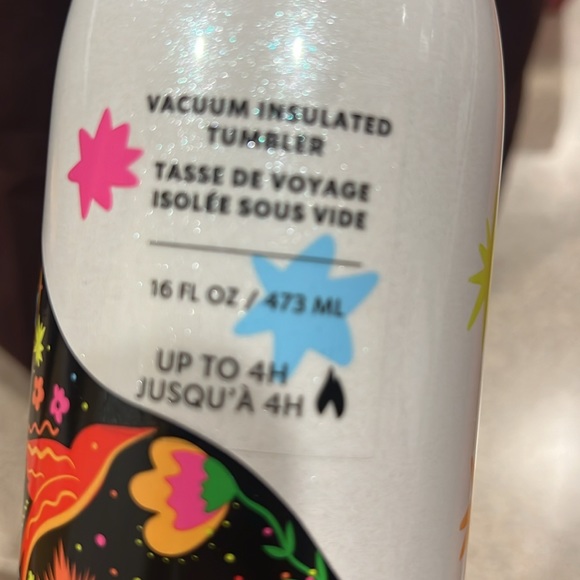 VACUUM INSULATED
TUMBLER
TASSE DE VOYAGE
ISOLÉE SOUS VIDE
16 FL OZ / 473 ML
UP TO 4H
JUSQU'À 4H